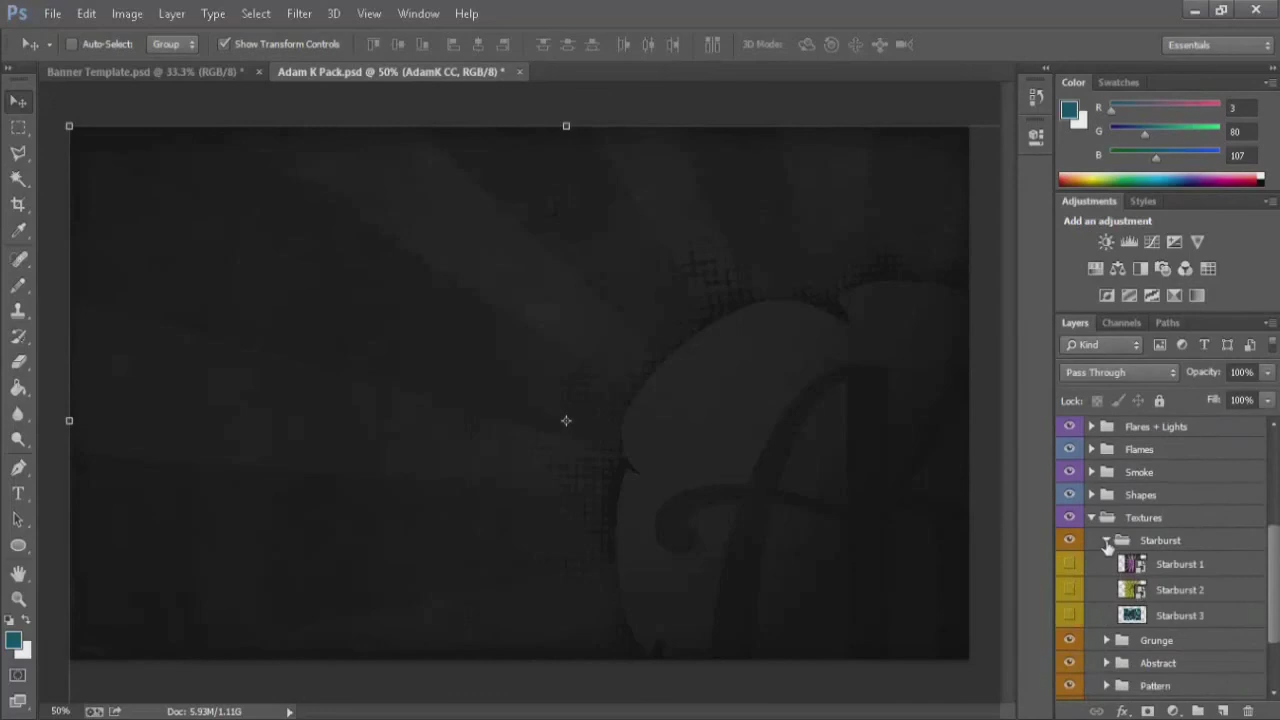 Ps File Edit Image Layer Type Select Filter 3D View Window Help
Auto-Select: Group Show Transform Controls 3D Mode: Essentials
Banner Template.psd @ 33.3% (RGB/8) * × Adam K Pack.psd @ 50% (AdamK CC, RGB/8) * ×
Color Swatches
R 3
G 80
B 107
Adjustments Styles
Add an adjustment
Layers Channels Paths
Kind
Pass Through Opacity: 100%
Lock: Fill: 100%
Flares + Lights
Flames
Smoke
Shapes
Textures
Starburst
Starburst 1
Starburst 2
Starburst 3
Grunge
Abstract
Pattern
50% Doc: 5.93M/1.11G